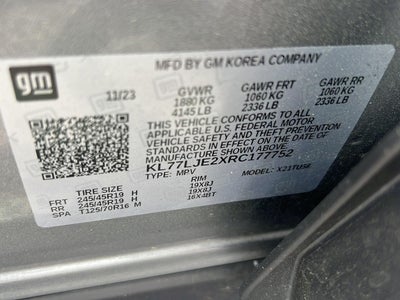 gm
MFD BY GM KOREA COMPANY
11/23 GVWR GAWR FRT GAWR RR
1880 KG 1060 KG 1060 KG
4145 LB 2336 LB 2336 LB
THIS VEHICLE CONFORMS TO ALL
APPLICABLE U.S. FEDERAL MOTOR
VEHICLE SAFETY AND THEFT PREVENTION
STANDARDS IN EFFECT ON THE DATE OF
MANUFACTURE SHOWN ABOVE.
KL77LJE2XRC177752
TYPE: MPV MODEL: X21TUSE
TIRE SIZE RIM
FRT 245/45R19 H 19X8J
RR 245/45R19 H 19X8J
SPA T125/70R16 M 16X4BT